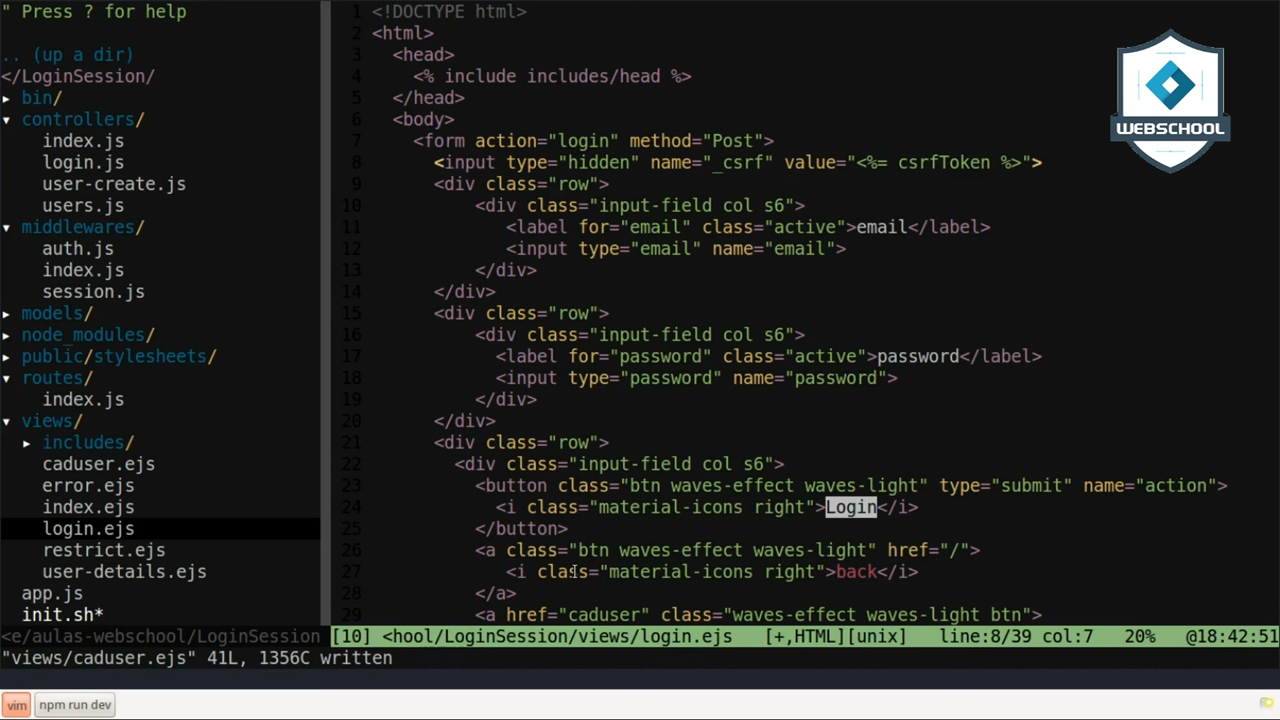 " Press ? for help
.. (up a dir)
</LoginSession/
▸ bin/
▾ controllers/
index.js
login.js
user-create.js
users.js
▾ middlewares/
auth.js
index.js
session.js
▸ models/
▸ node_modules/
▸ public/stylesheets/
▾ routes/
index.js
▾ views/
▸ includes/
caduser.ejs
error.ejs
index.ejs
login.ejs
restrict.ejs
user-details.ejs
app.js
init.sh*
<e/aulas-webschool/LoginSession
1 <!DOCTYPE html>
2 <html>
3 <head>
4 <% include includes/head %>
5 </head>
6 <body>
7 <form action="login" method="Post">
8 <input type="hidden" name="_csrf" value="<%= csrfToken %>">
9 <div class="row">
10 <div class="input-field col s6">
11 <label for="email" class="active">email</label>
12 <input type="email" name="email">
13 </div>
14 </div>
15 <div class="row">
16 <div class="input-field col s6">
17 <label for="password" class="active">password</label>
18 <input type="password" name="password">
19 </div>
20 </div>
21 <div class="row">
22 <div class="input-field col s6">
23 <button class="btn waves-effect waves-light" type="submit" name="action">
24 <i class="material-icons right">Login</i>
25 </button>
26 <a class="btn waves-effect waves-light" href="/">
27 <i class="material-icons right">back</i>
28 </a>
29 <a href="caduser" class="waves-effect waves-light btn">
[10] <hool/LoginSession/views/login.ejs [+,HTML][unix] line:8/39 col:7 20% @18:42:51
"views/caduser.ejs" 41L, 1356C written
WEBSCHOOL
vim
npm run dev